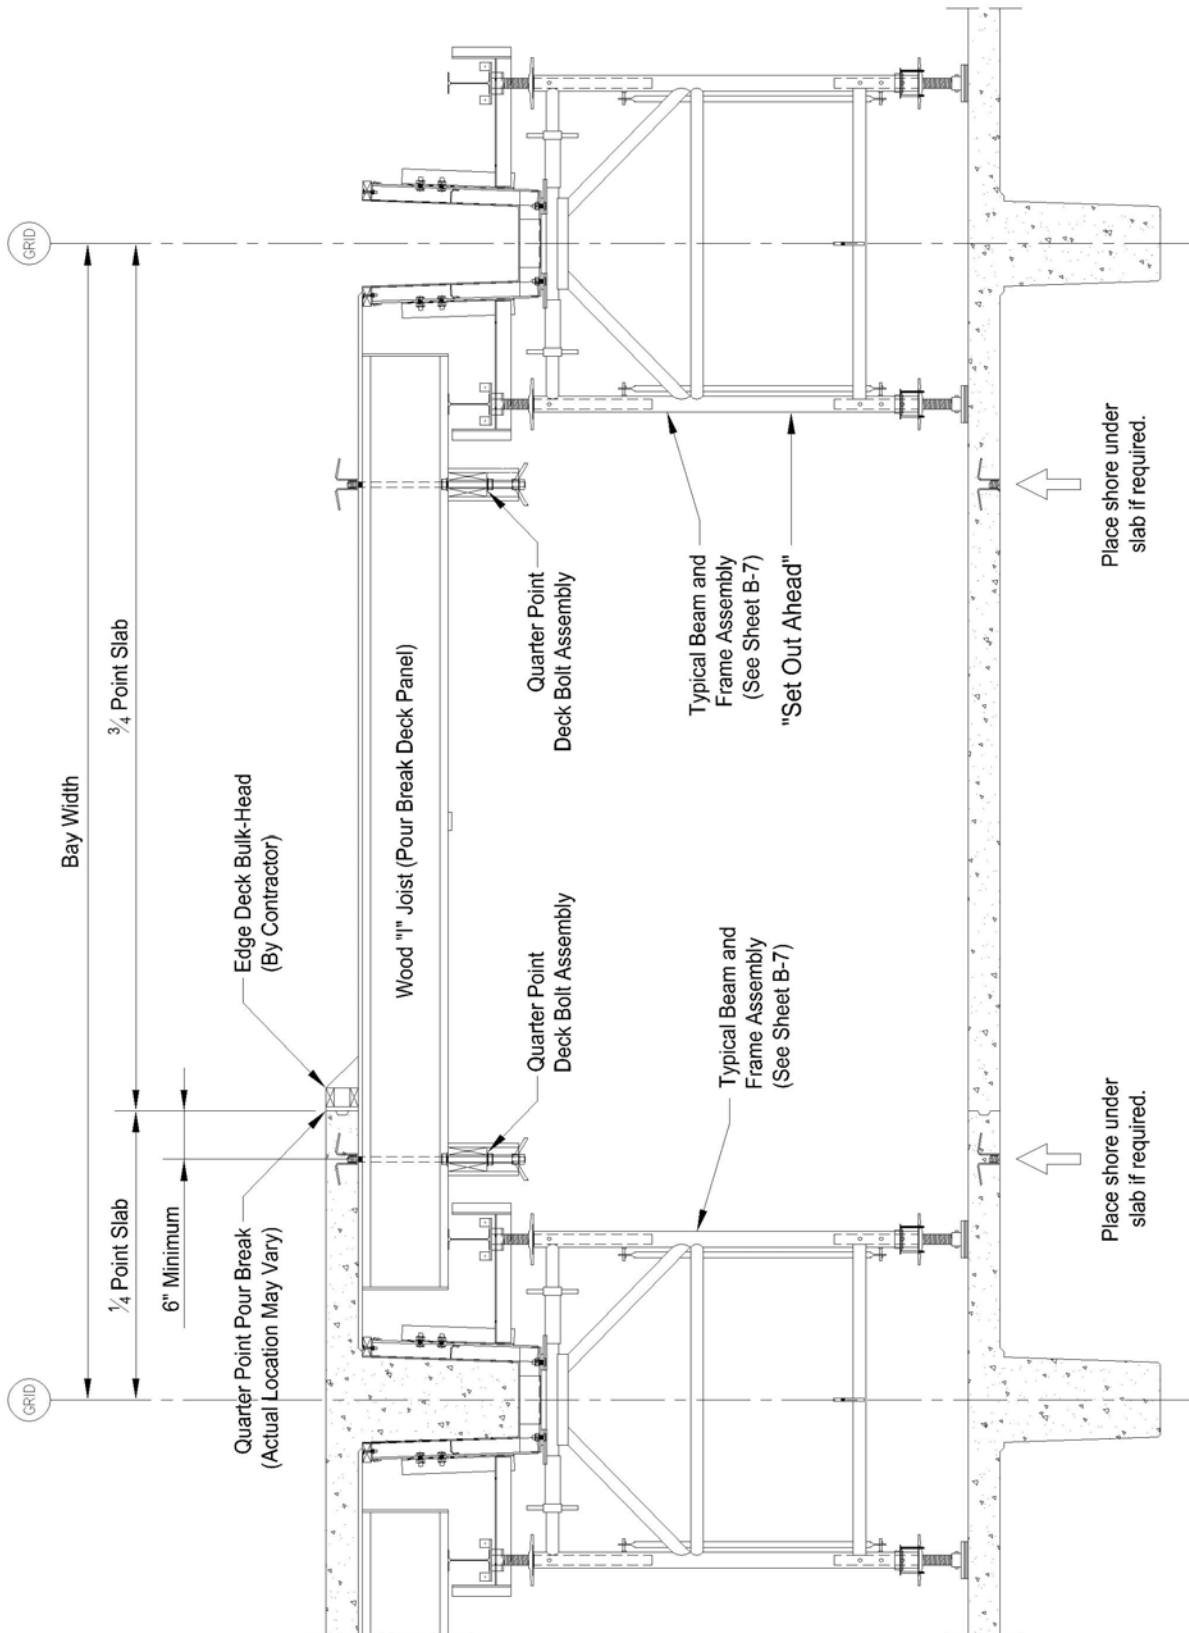 GRID
GRID
Bay Width
1/4 Point Slab
3/4 Point Slab
6" Minimum
Quarter Point Pour Break
(Actual Location May Vary)
Edge Deck Bulk-Head
(By Contractor)
Wood "I" Joist (Pour Break Deck Panel)
Quarter Point
Deck Bolt Assembly
Quarter Point
Deck Bolt Assembly
Typical Beam and
Frame Assembly
(See Sheet B-7)
Typical Beam and
Frame Assembly
(See Sheet B-7)
"Set Out Ahead"
Place shore under
slab if required.
Place shore under
slab if required.